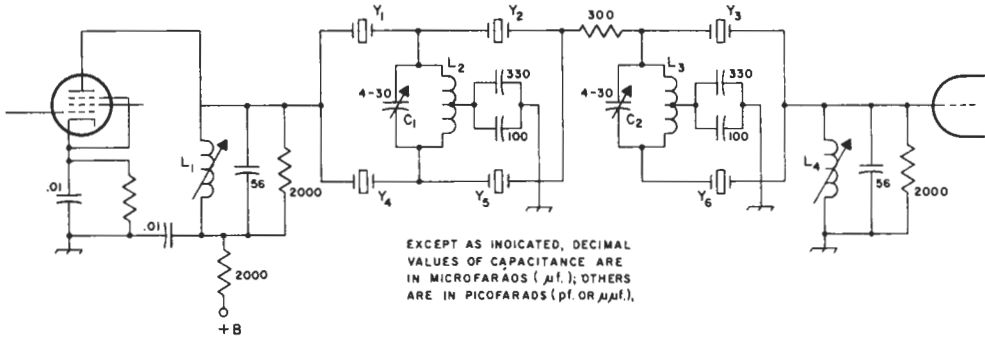 Y1
Y2
300
Y3
L2
330
4-30
C1
100
L3
330
4-30
C2
100
L1
56
2000
.01
.01
Y4
Y5
Y6
L4
56
2000
2000
+B
EXCEPT AS INDICATED, DECIMAL
VALUES OF CAPACITANCE ARE
IN MICROFARADS (µf.); OTHERS
ARE IN PICOFARADS (pf. OR µµf.),